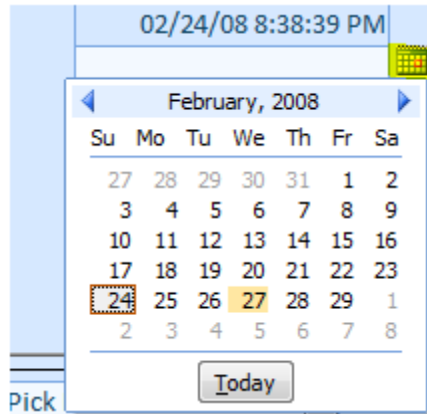 02/24/08 8:38:39 PM
February, 2008
Su Mo Tu We Th Fr Sa
27 28 29 30 31 1 2
3 4 5 6 7 8 9
10 11 12 13 14 15 16
17 18 19 20 21 22 23
24 25 26 27 28 29 1
2 3 4 5 6 7 8
Today
Pick